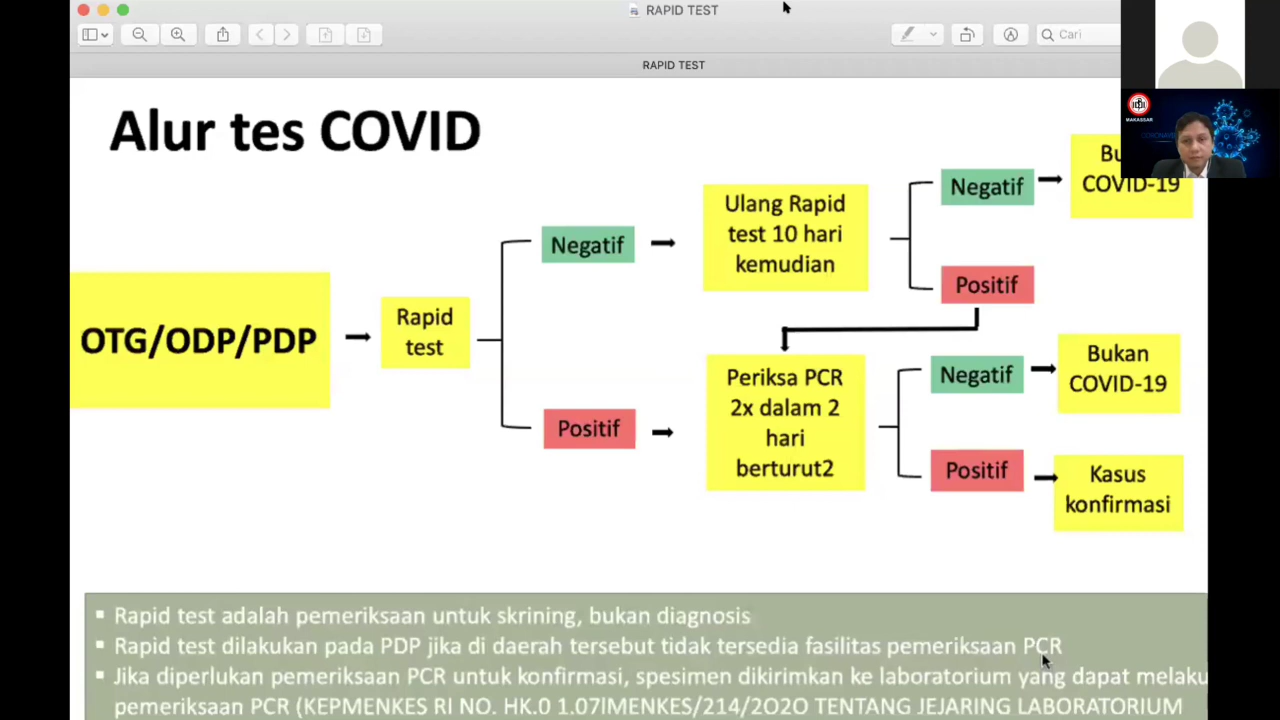 RAPID TEST
Cari
RAPID TEST
MAKASSAR
Alur tes COVID
OTG/ODP/PDP
Rapid
test
Negatif
Positif
Ulang Rapid
test 10 hari
kemudian
Negatif
COVID-19
Positif
Periksa PCR
2x dalam 2
hari
berturut2
Negatif
Bukan
COVID-19
Positif
Kasus
konfirmasi
▪ Rapid test adalah pemeriksaan untuk skrining, bukan diagnosis
▪ Rapid test dilakukan pada PDP jika di daerah tersebut tidak tersedia fasilitas pemeriksaan PCR
▪ Jika diperlukan pemeriksaan PCR untuk konfirmasi, spesimen dikirimkan ke laboratorium yang dapat melaku
pemeriksaan PCR (KEPMENKES RI NO. HK.0 1.07lMENKES/214/2O2O TENTANG JEJARING LABORATORIUM